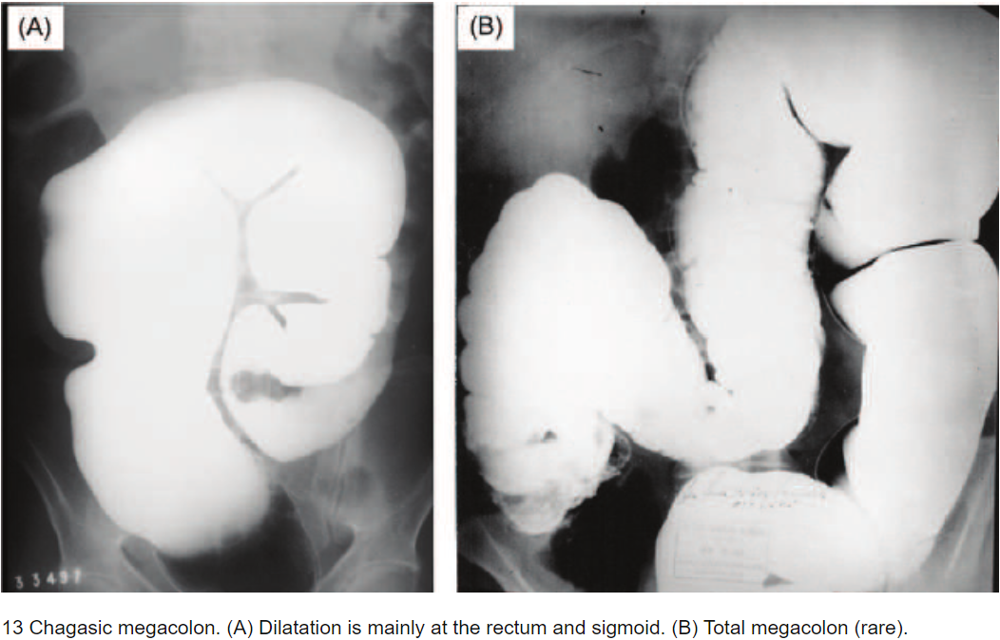 (A)
(B)
33497
13 Chagasic megacolon. (A) Dilatation is mainly at the rectum and sigmoid. (B) Total megacolon (rare).